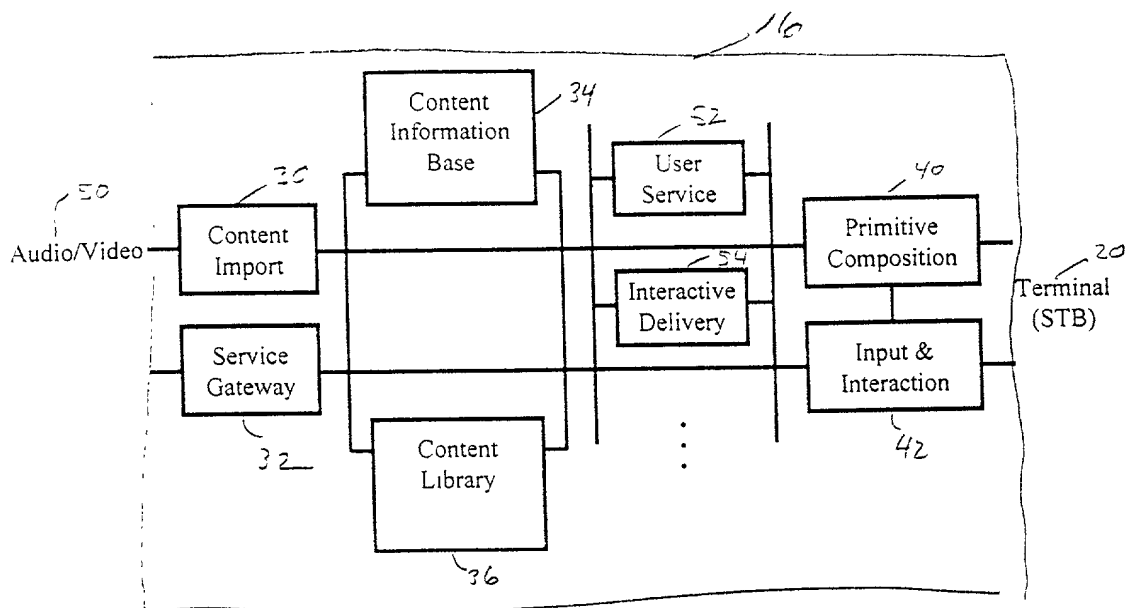 16
Content
Information
Base
34
52
User
Service
40
Primitive
Composition
50
Audio/Video
30
Content
Import
54
Interactive
Delivery
20
Terminal
(STB)
Service
Gateway
32
Input &
Interaction
42
Content
Library
36